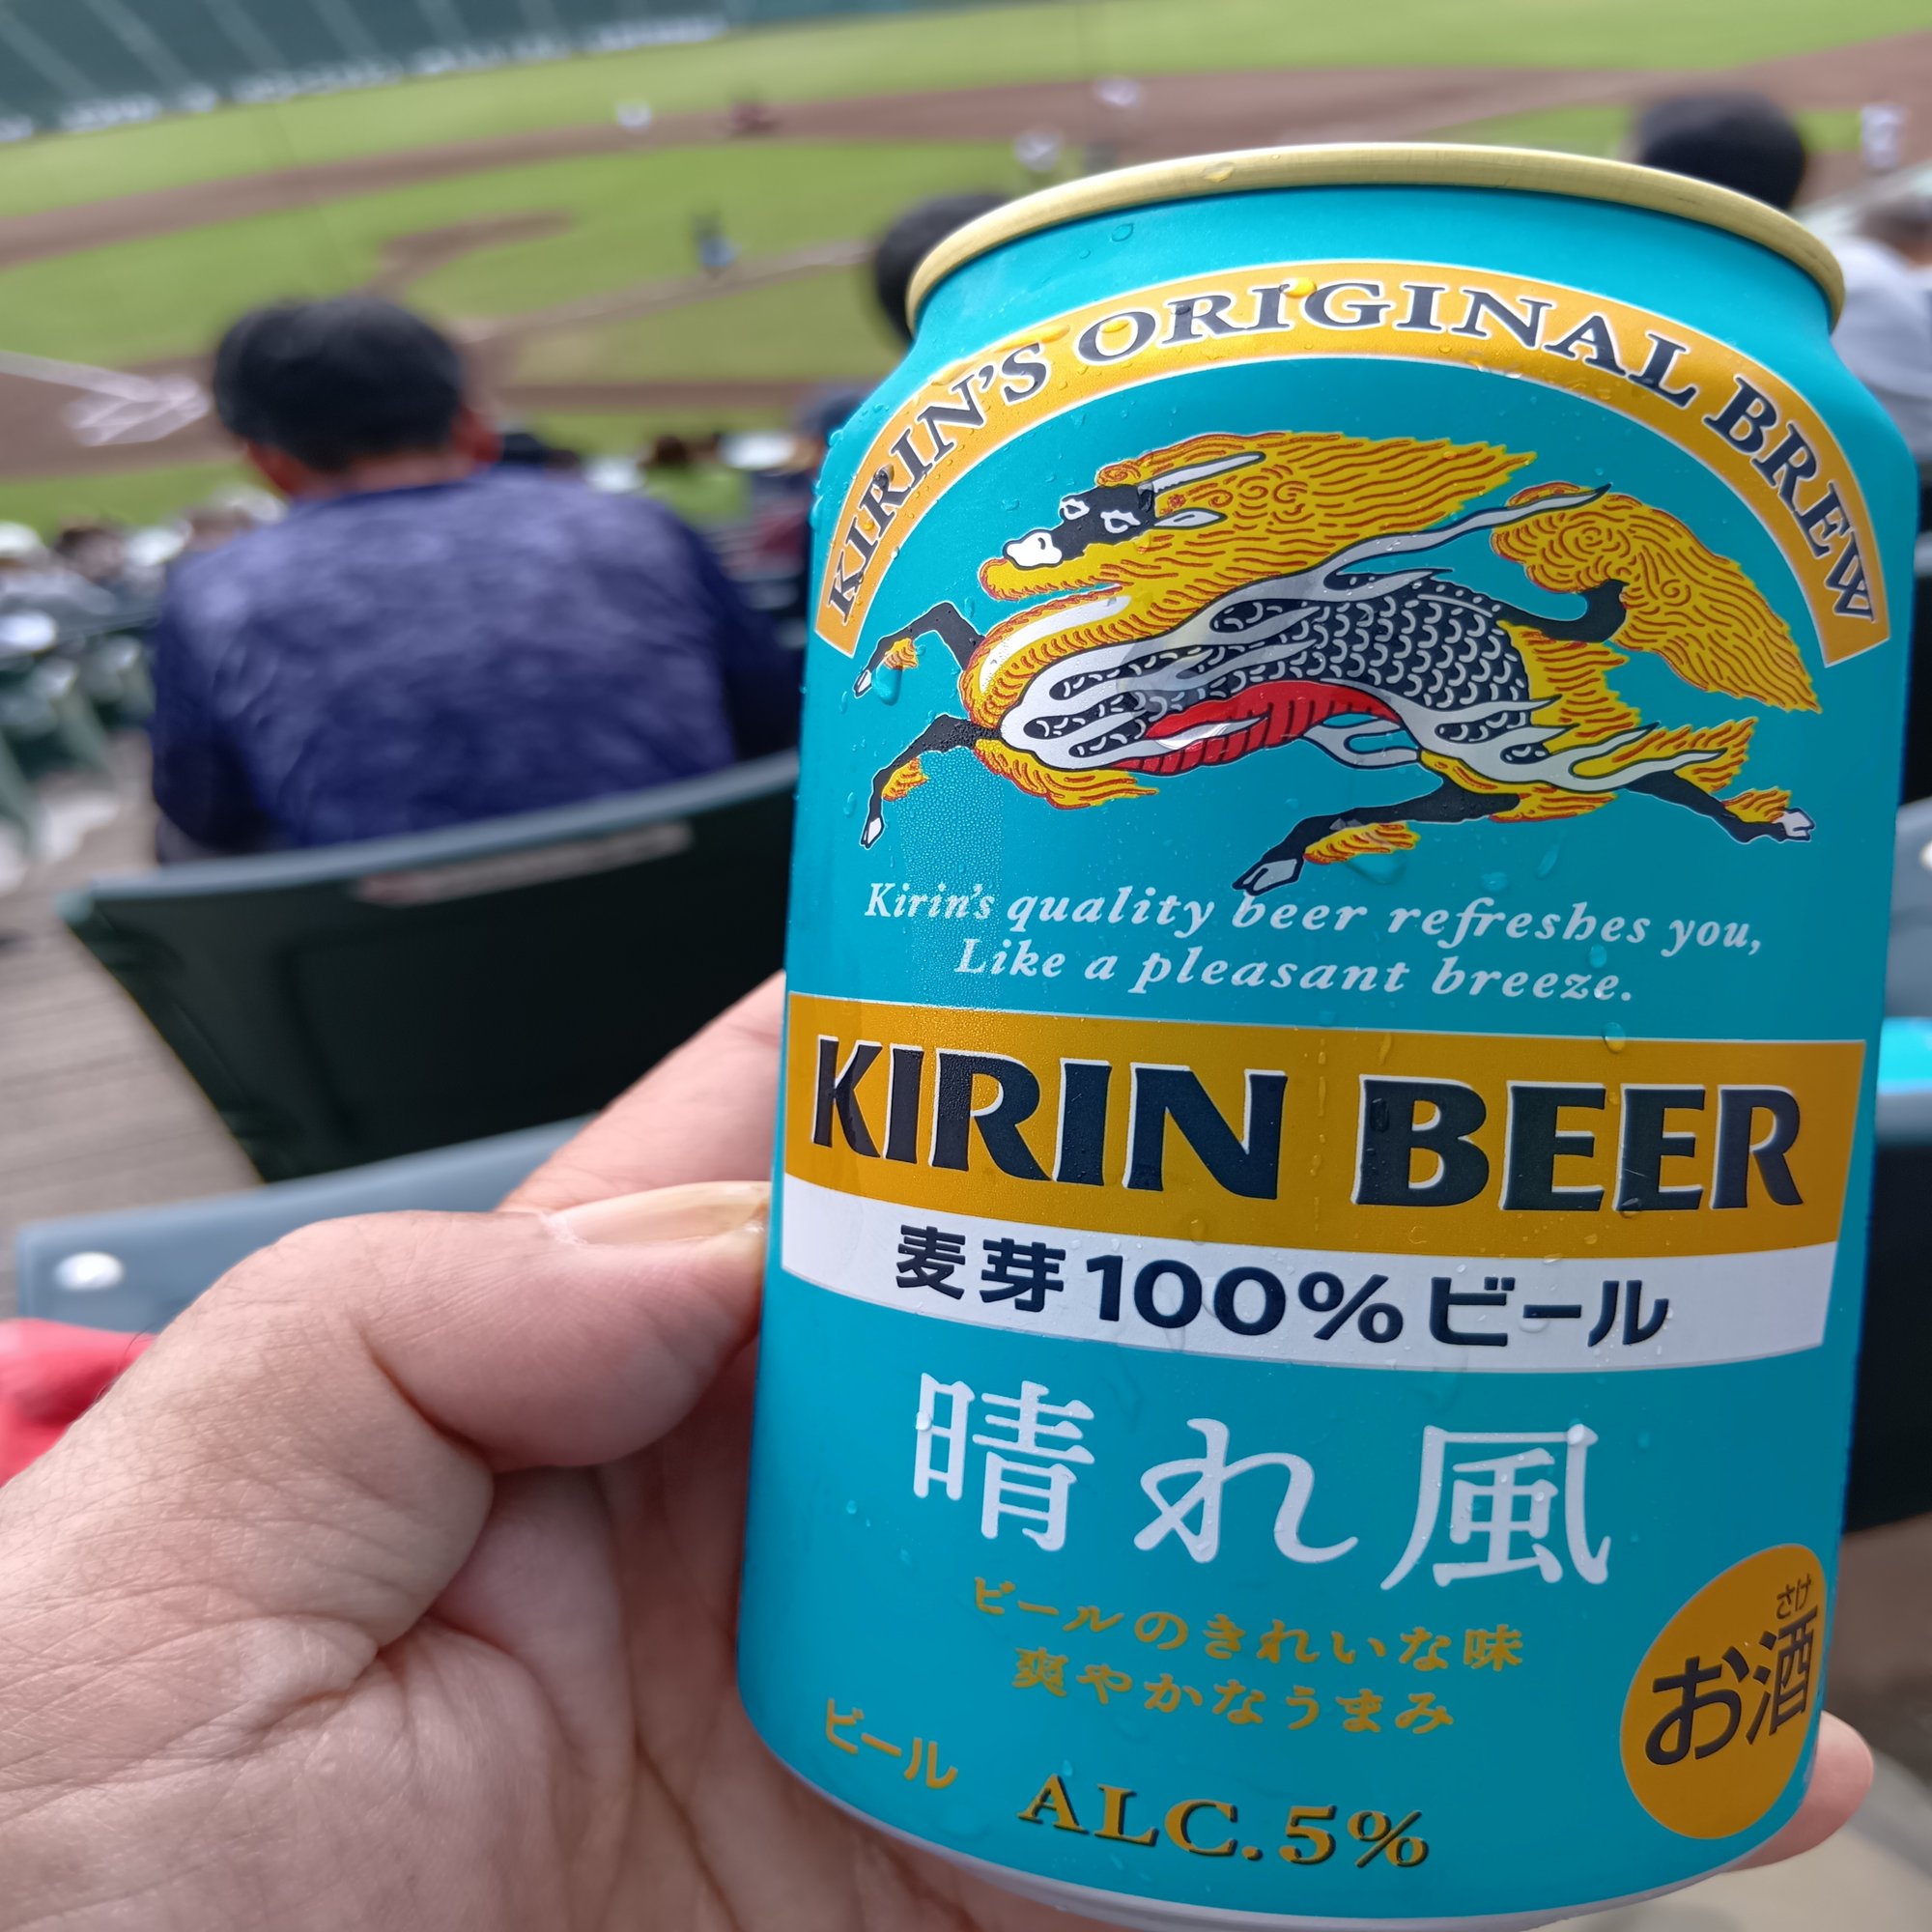 KIRIN'S ORIGINAL BREW
Kirin's quality beer refreshes you,
Like a pleasant breeze.
KIRIN BEER
麦芽100%ビール
晴れ風
ビールのきれいな味
爽やかなうまみ
さけ
お酒
ビール
ALC.5%